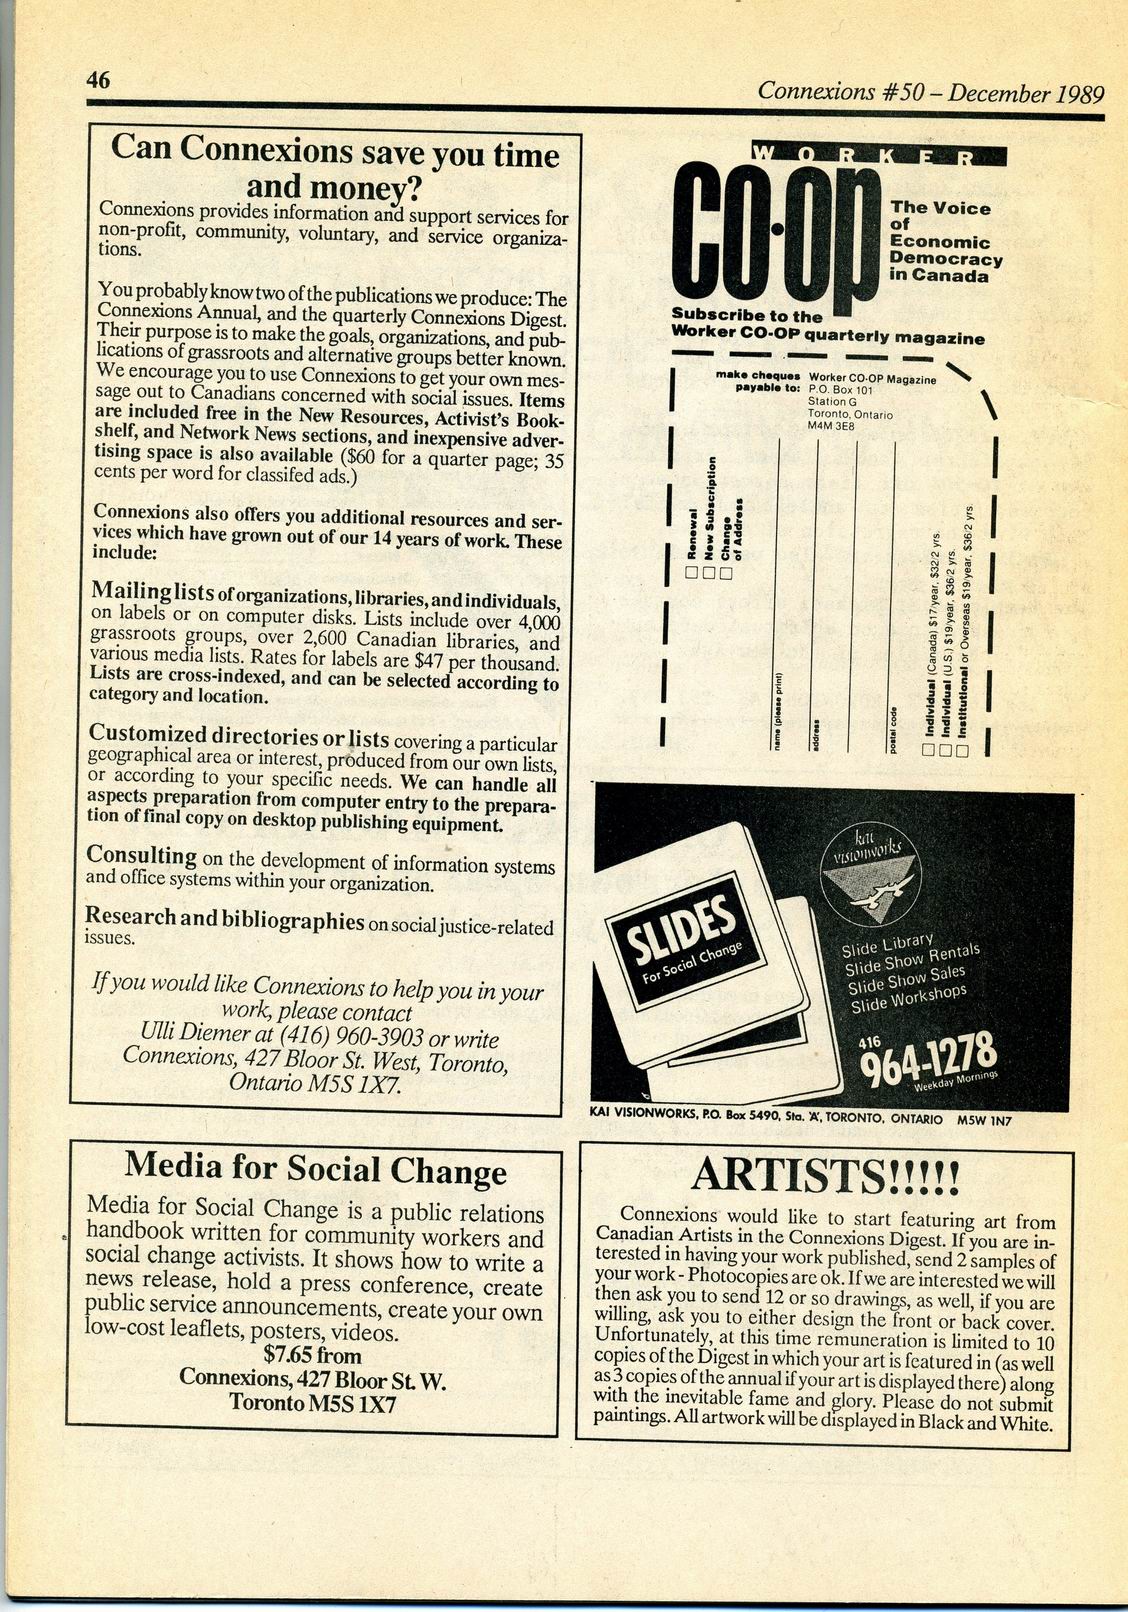 46
Connexions #50 – December 1989
Can Connexions save you time
and money?
Connexions provides information and support services for
non-profit, community, voluntary, and service organiza-
tions.
You probably know two of the publications we produce: The
Connexions Annual, and the quarterly Connexions Digest.
Their purpose is to make the goals, organizations, and pub-
lications of grassroots and alternative groups better known.
We encourage you to use Connexions to get your own mes-
sage out to Canadians concerned with social issues. Items
are included free in the New Resources, Activist's Book-
shelf, and Network News sections, and inexpensive adver-
tising space is also available ($60 for a quarter page; 35
cents per word for classifed ads.)
Connexions also offers you additional resources and ser-
vices which have grown out of our 14 years of work. These
include:
Mailing lists of organizations, libraries, and individuals,
on labels or on computer disks. Lists include over 4,000
grassroots groups, over 2,600 Canadian libraries, and
various media lists. Rates for labels are $47 per thousand.
Lists are cross-indexed, and can be selected according to
category and location.
Customized directories or lists covering a particular
geographical area or interest, produced from our own lists,
or according to your specific needs. We can handle all
aspects preparation from computer entry to the prepara-
tion of final copy on desktop publishing equipment.
Consulting on the development of information systems
and office systems within your organization.
Research and bibliographies on social justice-related
issues.
If you would like Connexions to help you in your
work, please contact
Ulli Diemer at (416) 960-3903 or write
Connexions, 427 Bloor St. West, Toronto,
Ontario M5S 1X7.
WORKER
CO·OP
The Voice
of
Economic
Democracy
in Canada
Subscribe to the
Worker CO-OP quarterly magazine
make cheques
payable to:
Worker CO-OP Magazine
P.O. Box 101
Station G
Toronto, Ontario
M4M 3E8
Renewal
New Subscription
Change
of Address
name (please print)
address
postal code
Individual (Canada) $17/year, $32/2 yrs.
Individual (U.S.) $19/year, $36/2 yrs.
Institutional or Overseas $19/year, $36/2 yrs.
SLIDES
For Social Change
kai
visionworks
Slide Library
Slide Show Rentals
Slide Show Sales
Slide Workshops
416
964-1278
Weekday Mornings
KAI VISIONWORKS, P.O. Box 5490, Sta. 'A', TORONTO, ONTARIO M5W 1N7
Media for Social Change
Media for Social Change is a public relations
handbook written for community workers and
social change activists. It shows how to write a
news release, hold a press conference, create
public service announcements, create your own
low-cost leaflets, posters, videos.
$7.65 from
Connexions, 427 Bloor St. W.
Toronto M5S 1X7
ARTISTS!!!!!
Connexions would like to start featuring art from
Canadian Artists in the Connexions Digest. If you are in-
terested in having your work published, send 2 samples of
your work - Photocopies are ok. If we are interested we will
then ask you to send 12 or so drawings, as well, if you are
willing, ask you to either design the front or back cover.
Unfortunately, at this time remuneration is limited to 10
copies of the Digest in which your art is featured in (as well
as 3 copies of the annual if your art is displayed there) along
with the inevitable fame and glory. Please do not submit
paintings. All artwork will be displayed in Black and White.